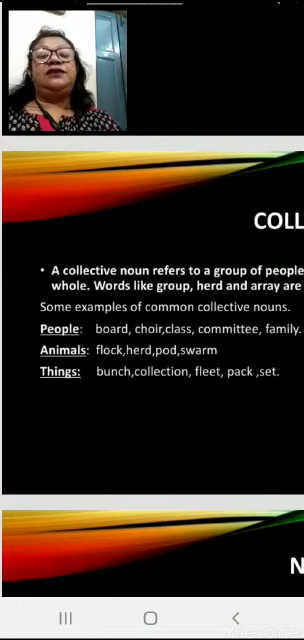 COLL
• A collective noun refers to a group of people
whole. Words like group, herd and array are
Some examples of common collective nouns.
People: board, choir,class, committee, family.
Animals: flock,herd,pod,swarm
Things: bunch,collection, fleet, pack ,set.
N